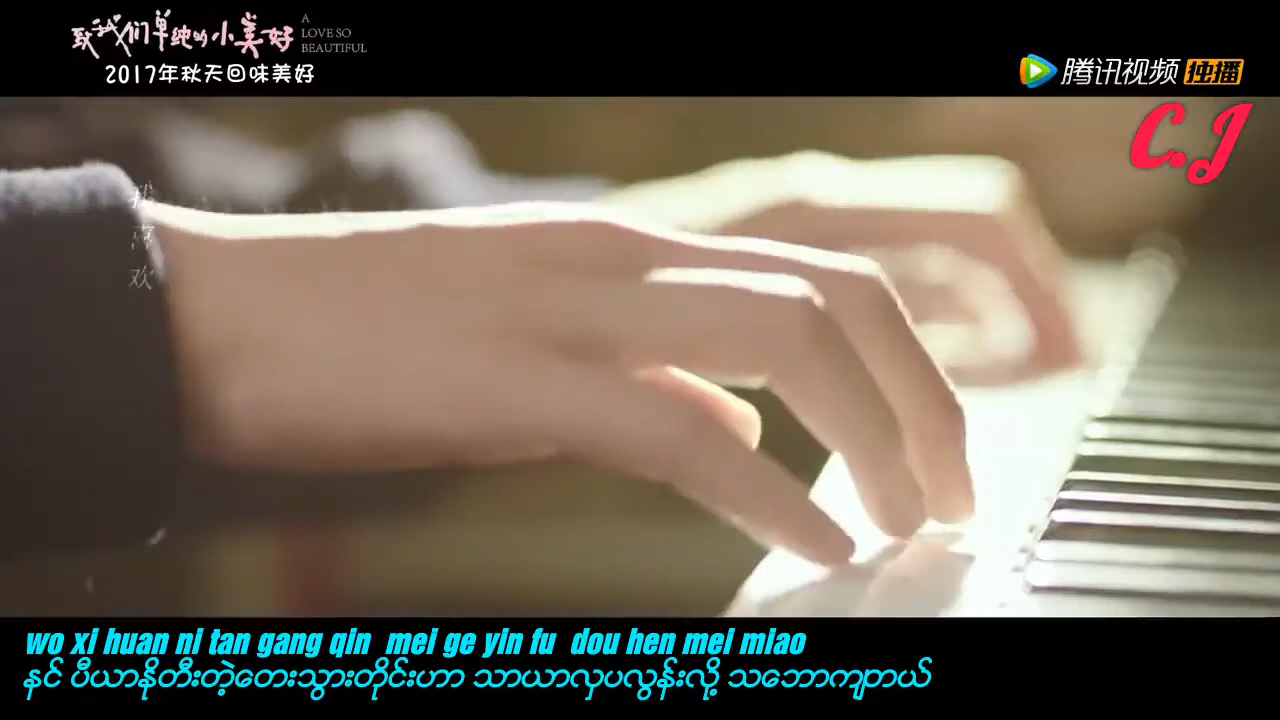 致我们单纯的小美好
A
LOVE SO
BEAUTIFUL
2017年秋天回味美好
腾讯视频 独播
C.J
我
喜
欢
wo xi huan ni tan gang qin mei ge yin fu dou hen mei miao
နင် ပီယာနိုတီးတဲ့တေးသွားတိုင်းဟာ သာယာလှပလွန်းလို့ သဘောကျတယ်